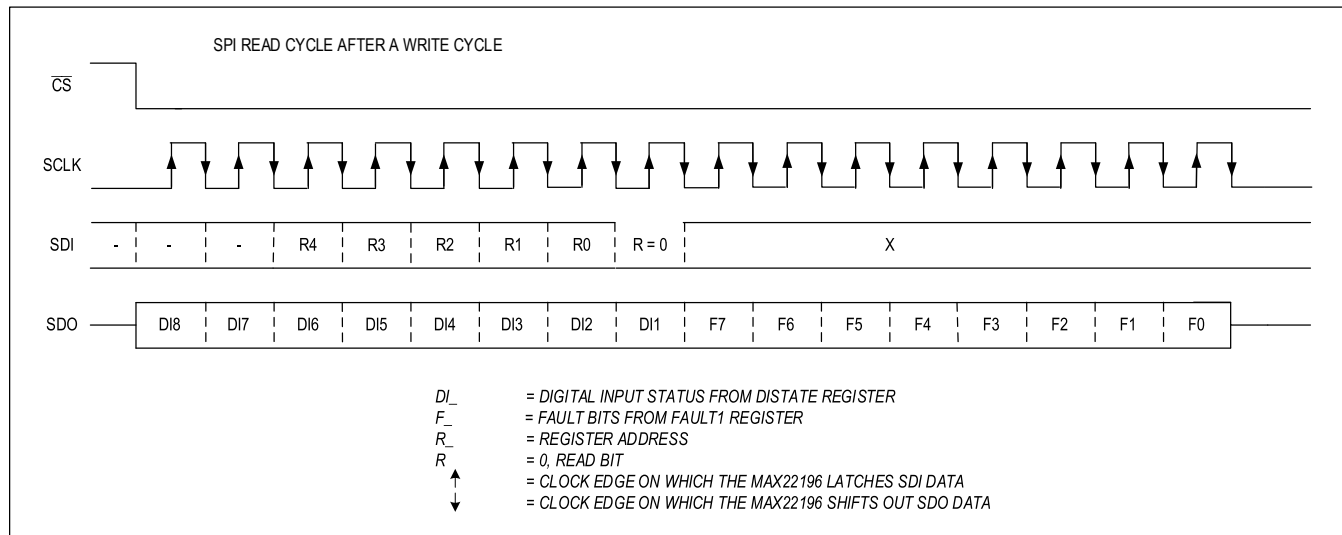 SPI READ CYCLE AFTER A WRITE CYCLE
CS
SCLK
SDI - - - R4 R3 R2 R1 R0 R = 0 X
SDO DI8 DI7 DI6 DI5 DI4 DI3 DI2 DI1 F7 F6 F5 F4 F3 F2 F1 F0
DI_ = DIGITAL INPUT STATUS FROM DISTATE REGISTER
F_ = FAULT BITS FROM FAULT1 REGISTER
R_ = REGISTER ADDRESS
R = 0, READ BIT
↑ = CLOCK EDGE ON WHICH THE MAX22196 LATCHES SDI DATA
↓ = CLOCK EDGE ON WHICH THE MAX22196 SHIFTS OUT SDO DATA